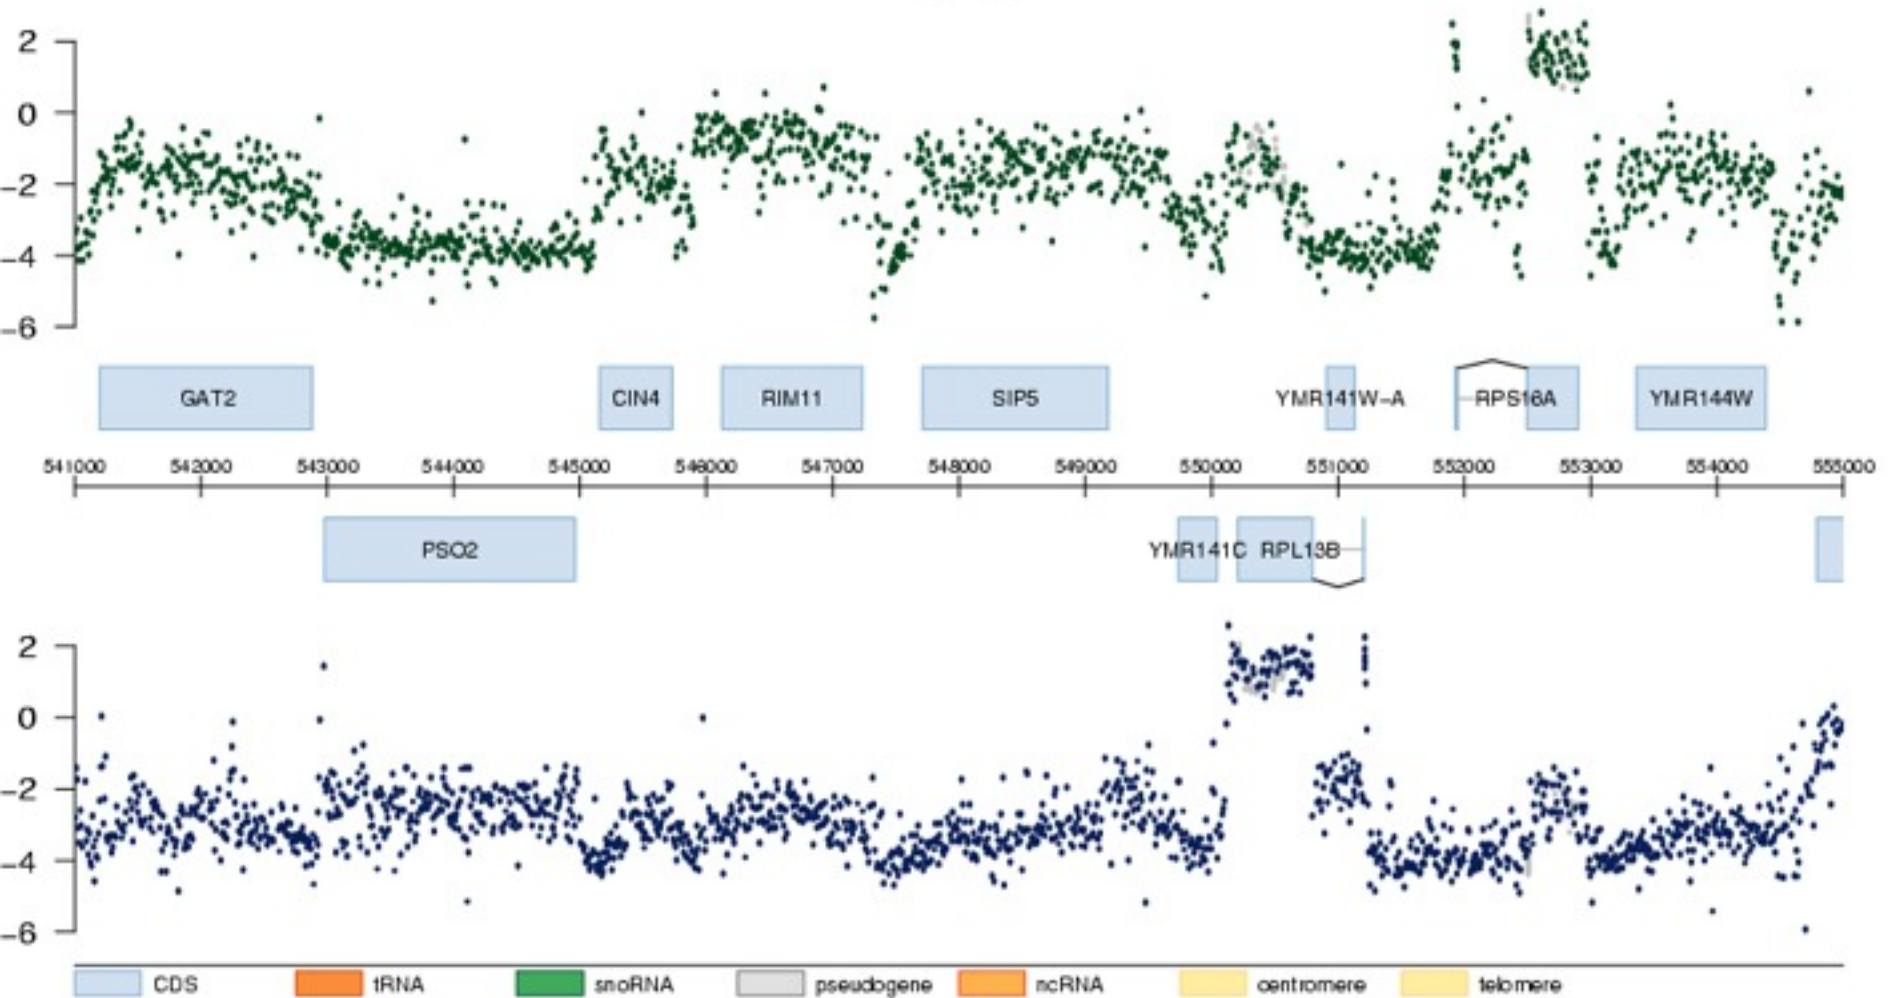 2
0
−2
−4
−6
GAT2 CIN4 RIM11 SIP5 YMR141W−A RPS16A YMR144W
541000 542000 543000 544000 545000 546000 547000 548000 549000 550000 551000 552000 553000 554000 555000
PSO2 YMR141C RPL13B
2
0
−2
−4
−6
CDS tRNA snoRNA pseudogene ncRNA centromere telomere